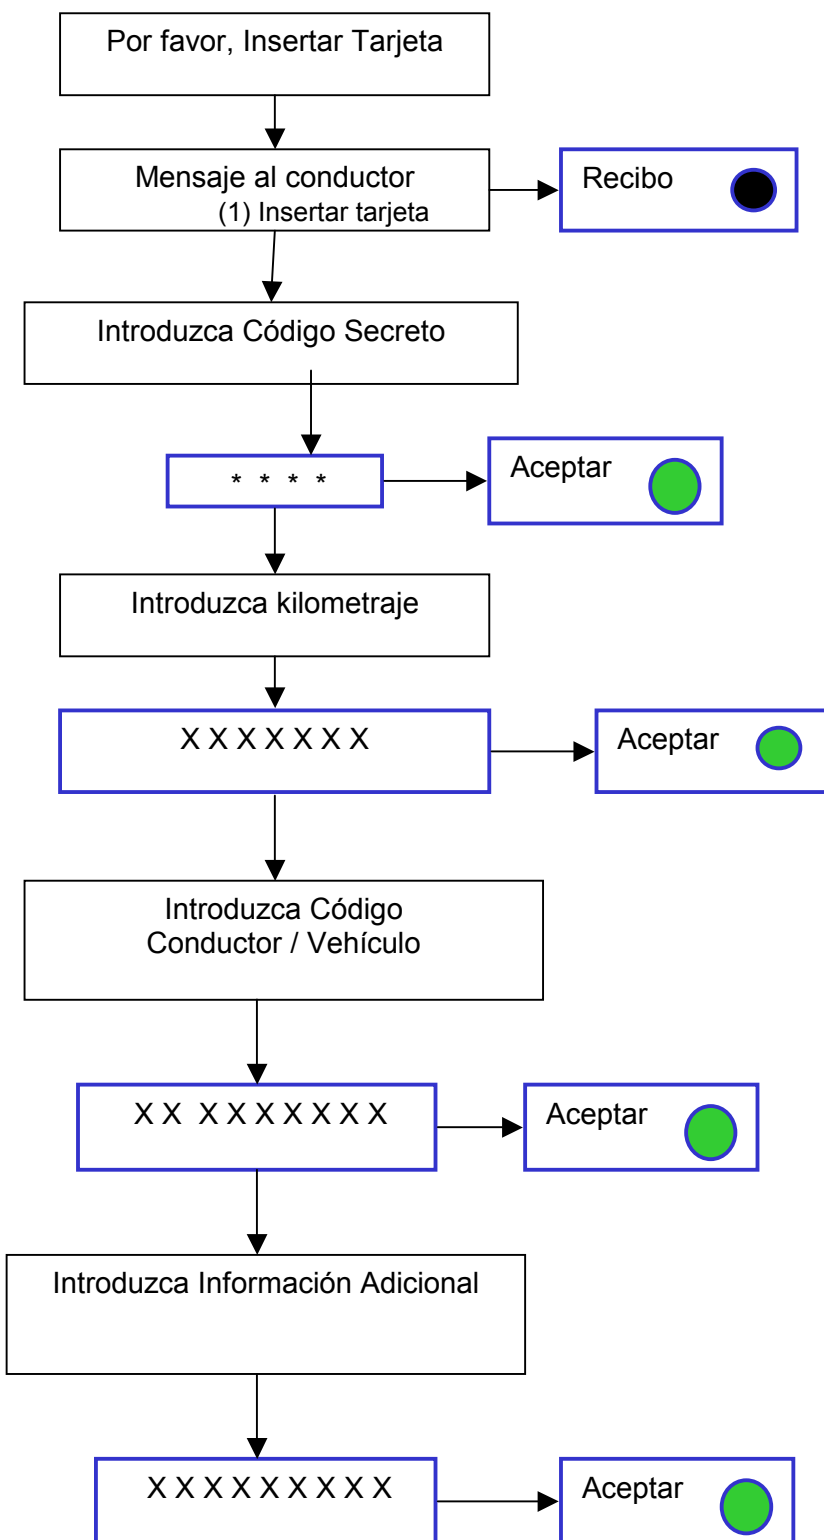 Por favor, Insertar Tarjeta
Mensaje al conductor
(1) Insertar tarjeta
Recibo
Introduzca Código Secreto
* * * *
Aceptar
Introduzca kilometraje
X X X X X X X
Aceptar
Introduzca Código
Conductor / Vehículo
X X  X X X X X X X
Aceptar
Introduzca Información Adicional
X X X X X X X X X
Aceptar